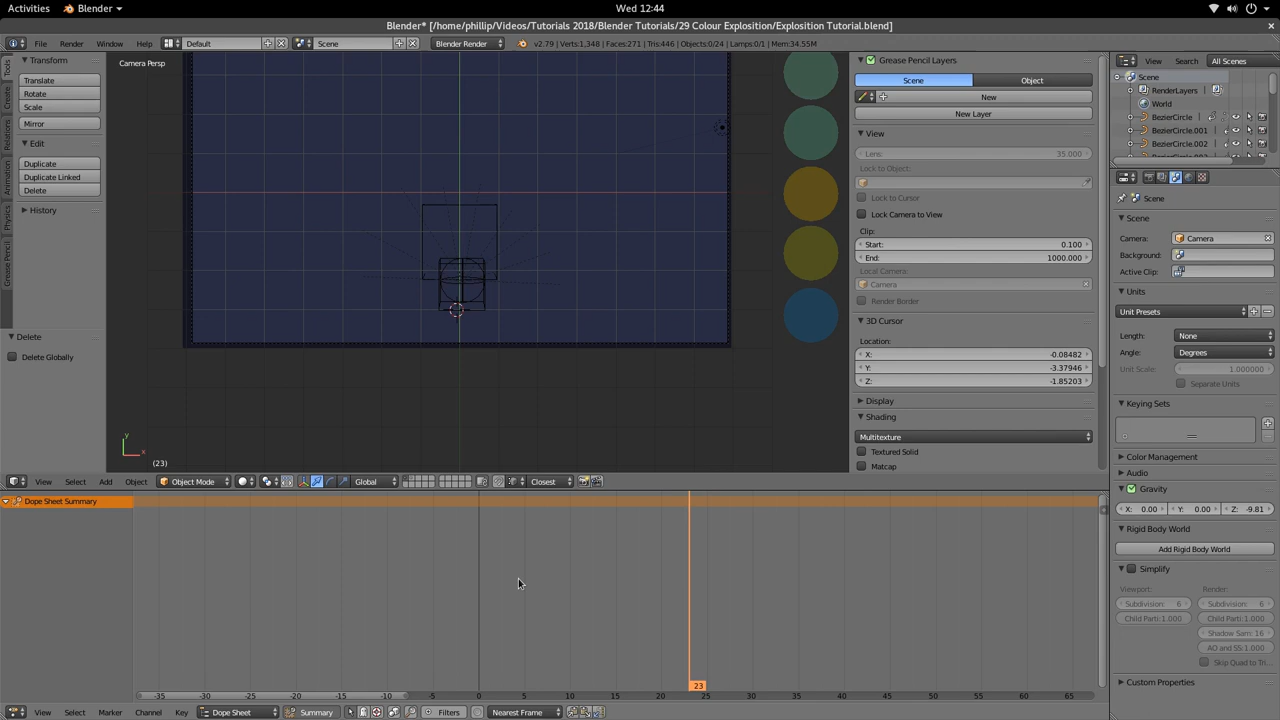 Activities Blender Wed 12:44
Blender* [/home/phillip/Videos/Tutorials 2018/Blender Tutorials/29 Colour Explosition/Explosition Tutorial.blend]
File Render Window Help Default Scene Blender Render v2.79 | Verts:1,348 | Faces:271 | Tris:446 | Objects:0/24 | Lamps:0/1 | Mem:34.55M
Tools
Create
Relations
Animation
Physics
Grease Pencil
Transform
Translate
Rotate
Scale
Mirror
Edit
Duplicate
Duplicate Linked
Delete
History
Delete
Delete Globally
Camera Persp
y
x
(23)
Grease Pencil Layers
Scene Object
New
New Layer
View
Lens: 35.000
Lock to Object:
Lock to Cursor
Lock Camera to View
Clip:
Start: 0.100
End: 1000.000
Local Camera:
Camera
Render Border
3D Cursor
Location:
X: -0.08482
Y: -3.37946
Z: -1.85203
Display
Shading
Multitexture
Textured Solid
Matcap
View Search All Scenes
Scene
RenderLayers
World
BezierCircle
BezierCircle.001
BezierCircle.002
Scene
Scene
Camera: Camera
Background:
Active Clip:
Units
Unit Presets
Length: None
Angle: Degrees
Unit Scale: 1.000000
Separate Units
Keying Sets
Color Management
Audio
Gravity
X: 0.00 Y: 0.00 Z: -9.81
Rigid Body World
Add Rigid Body World
Simplify
Viewport: Render:
Subdivision: 6 Subdivision: 6
Child Parti:1.000 Child Parti:1.000
Shadow Sam: 16
AO and SS:1.000
Skip Quad to Tri...
Custom Properties
View Select Add Object Object Mode Global Closest
Dope Sheet Summary
23
-35 -30 -25 -20 -15 -10 -5 0 5 10 15 20 25 30 35 40 45 50 55 60 65
View Select Marker Channel Key Dope Sheet Summary Filters Nearest Frame